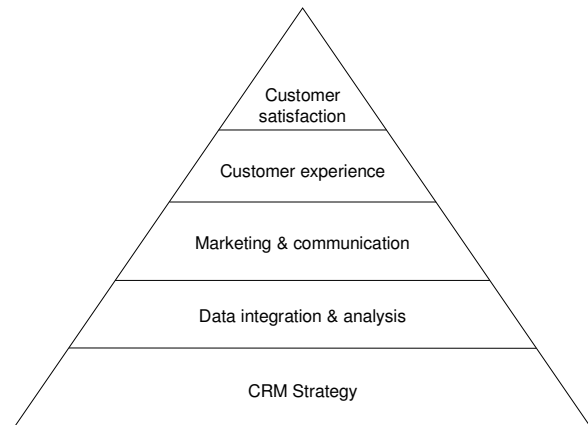 Customer
satisfaction
Customer experience
Marketing & communication
Data integration & analysis
CRM Strategy